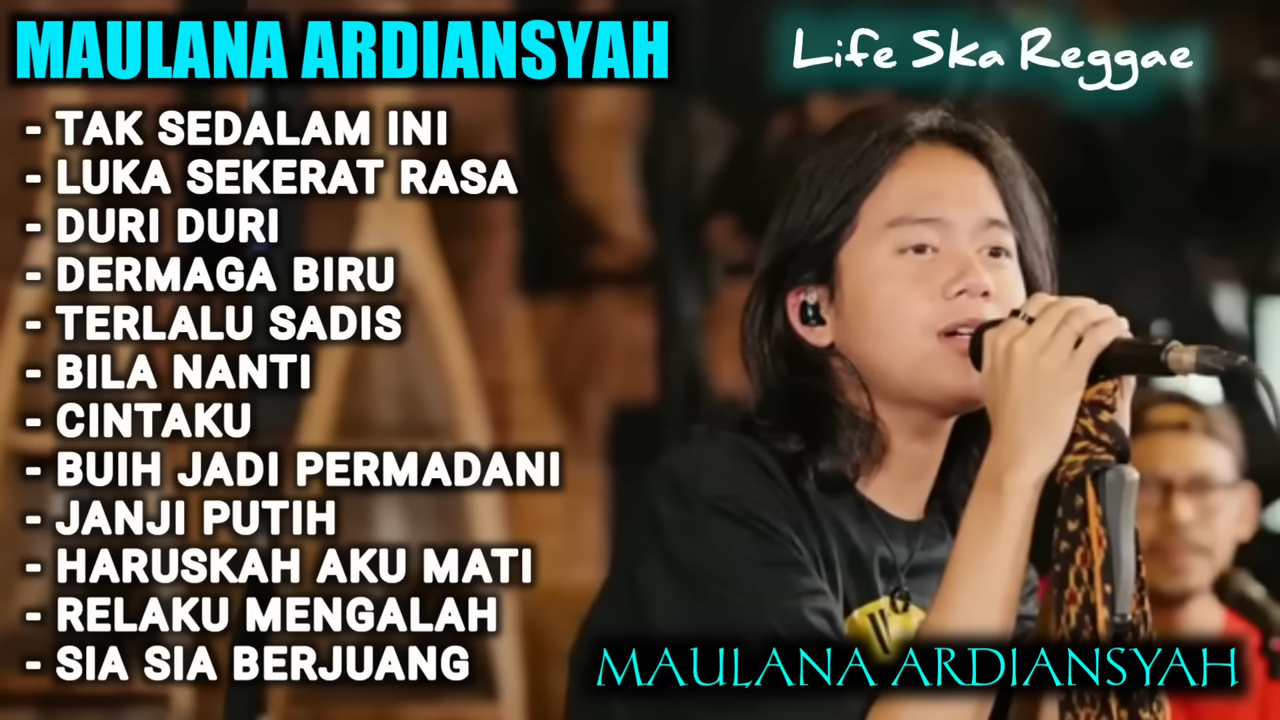 MAULANA ARDIANSYAH
Life Ska Reggae
- TAK SEDALAM INI
- LUKA SEKERAT RASA
- DURI DURI
- DERMAGA BIRU
- TERLALU SADIS
- BILA NANTI
- CINTAKU
- BUIH JADI PERMADANI
- JANJI PUTIH
- HARUSKAH AKU MATI
- RELAKU MENGALAH
- SIA SIA BERJUANG
MAULANA ARDIANSYAH